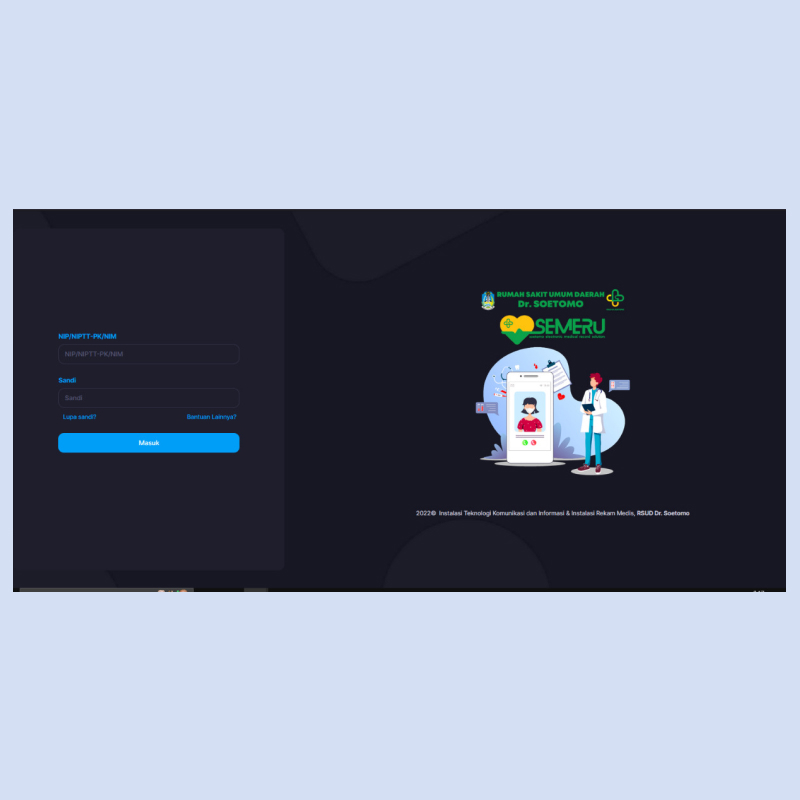 NIP/NIPTT-PK/NIM
NIP/NIPTT-PK/NIM
Sandi
Sandi
Lupa sandi? Bantuan Lainnya?
Masuk
RUMAH SAKIT UMUM DAERAH
Dr. SOETOMO
SEMERU
2022© Instalasi Teknologi Komunikasi dan Informasi & Instalasi Rekam Medis, RSUD Dr. Soetomo